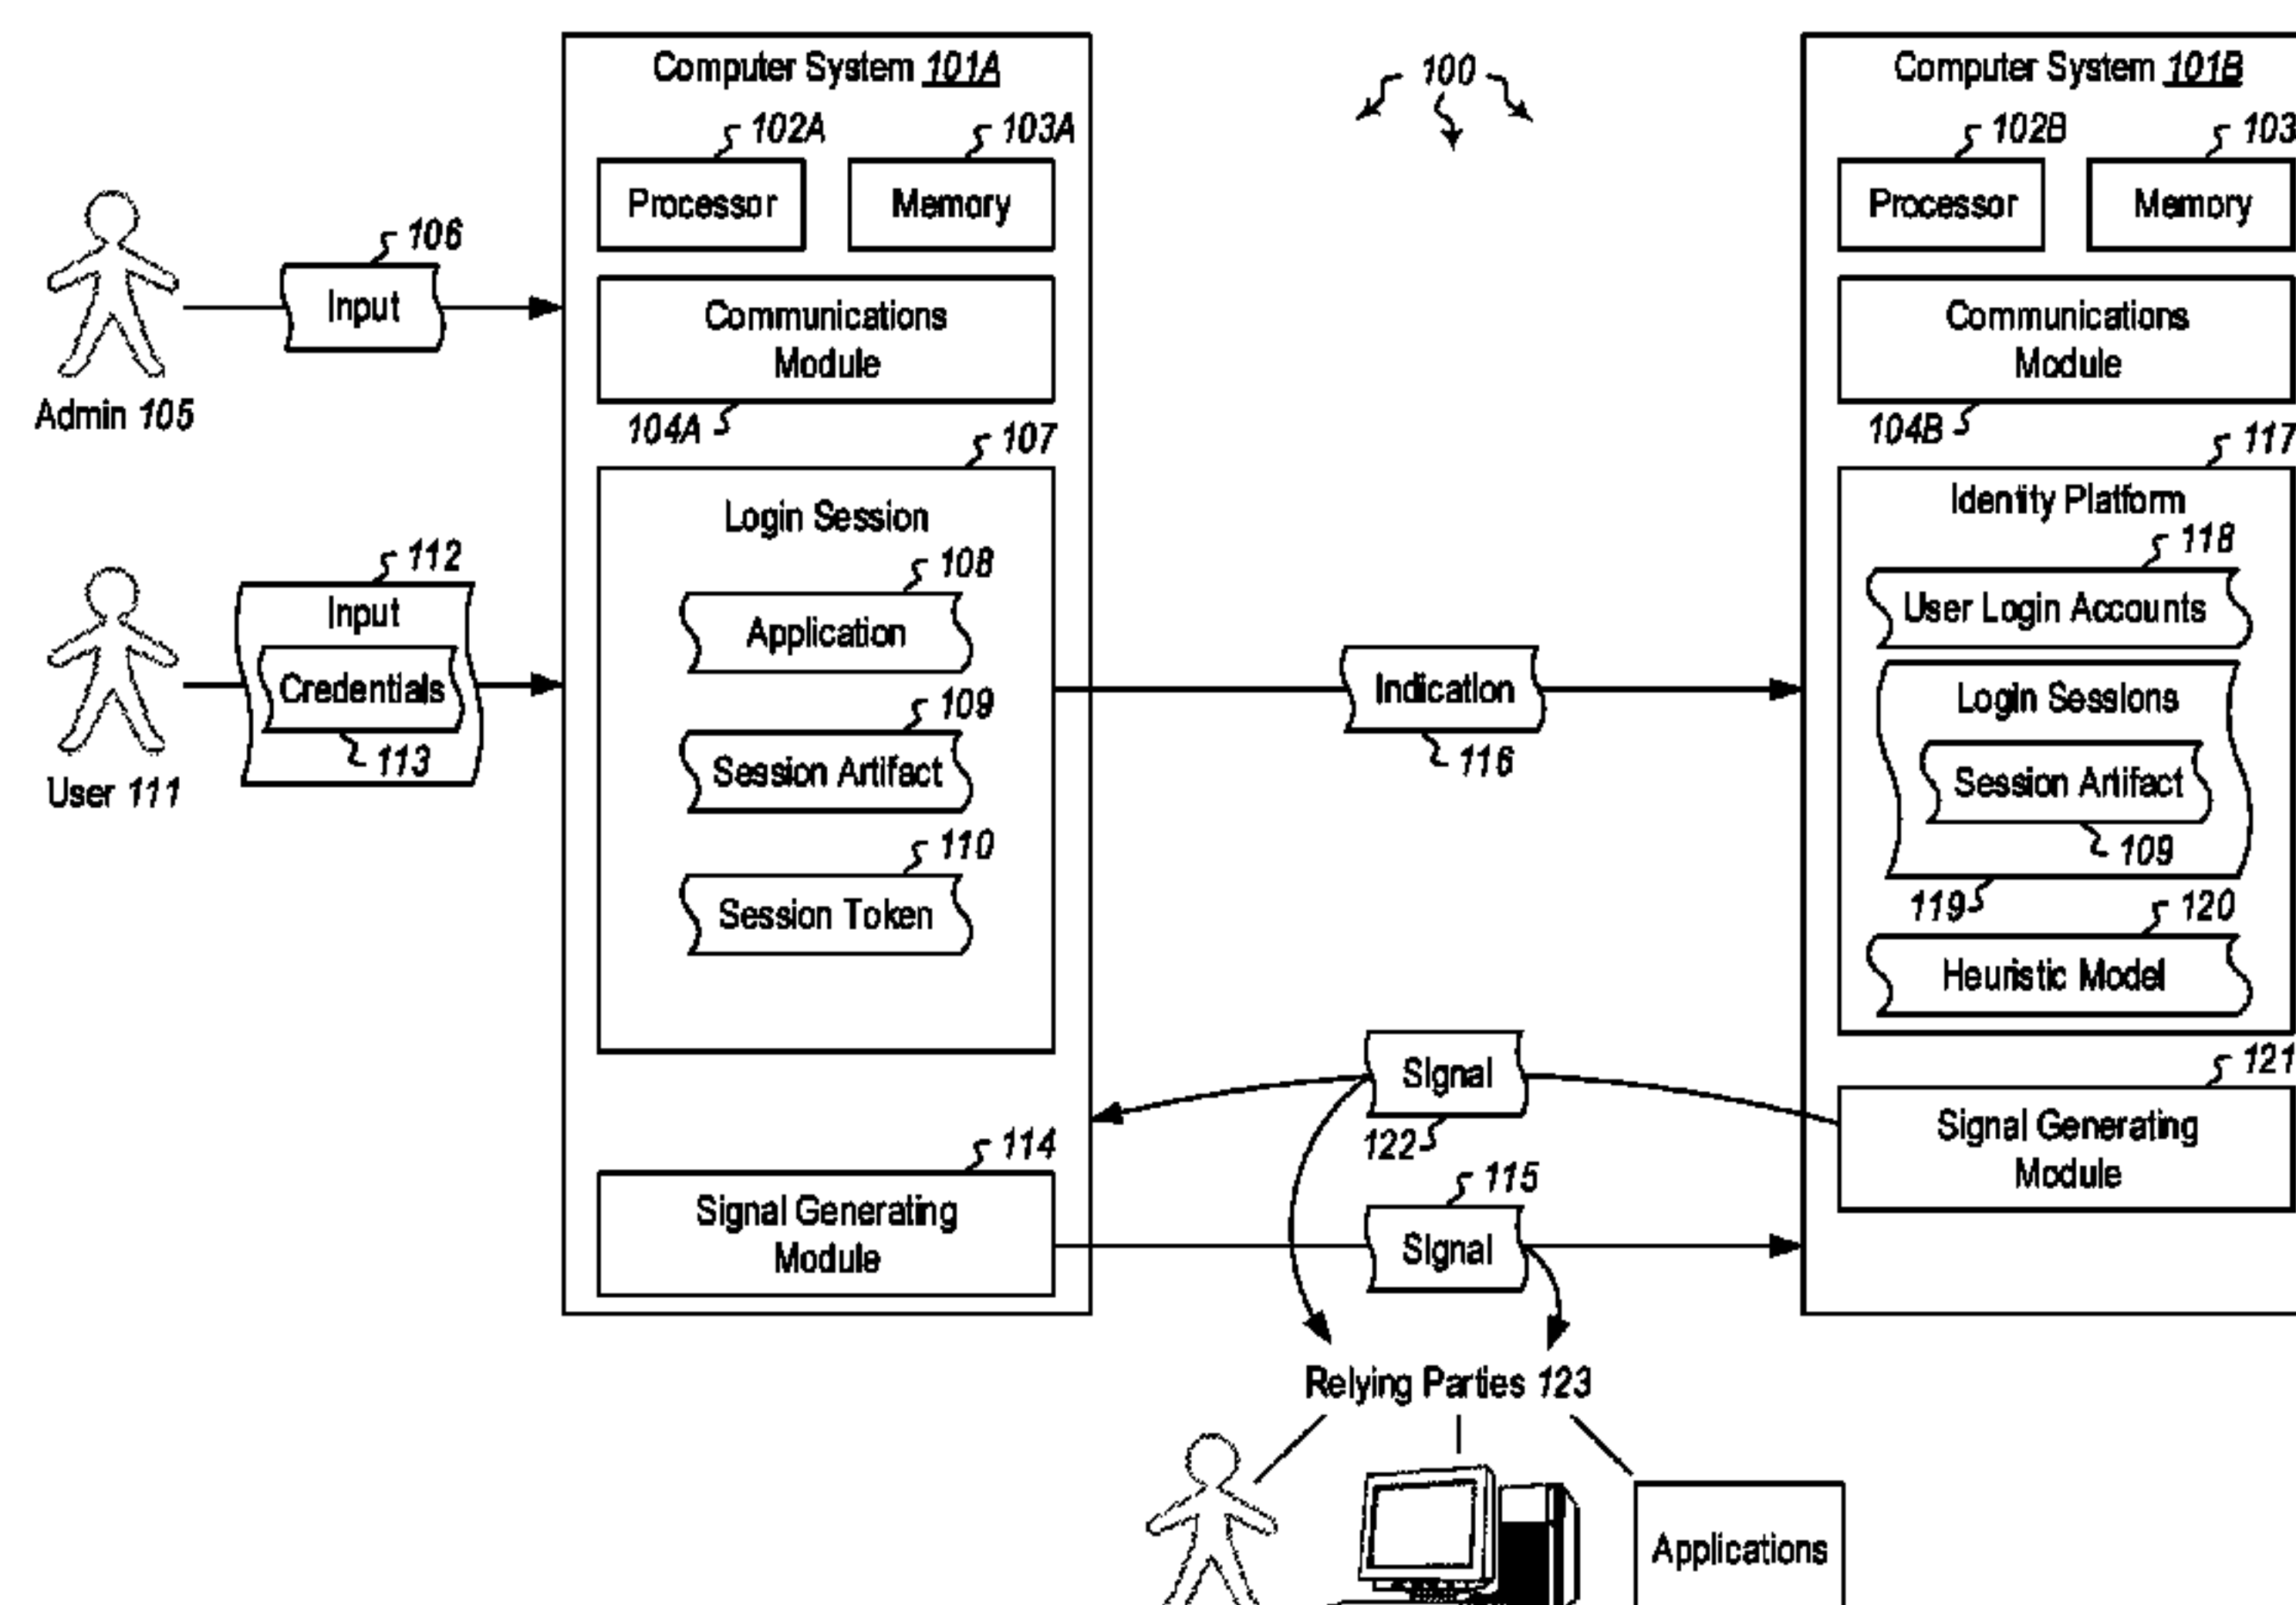 Computer System 101A
102A
103A
Processor
Memory
Communications
Module
104A
107
Login Session
108
Application
109
Session Artifact
110
Session Token
114
Signal Generating
Module
106
Input
Admin 105
112
Input
Credentials
113
User 111
100
Indication
116
Signal
122
115
Signal
Relying Parties 123
Applications
Computer System 101B
102B
103
Processor
Memory
Communications
Module
104B
117
Identity Platform
118
User Login Accounts
Login Sessions
Session Artifact
109
119
120
Heuristic Model
121
Signal Generating
Module